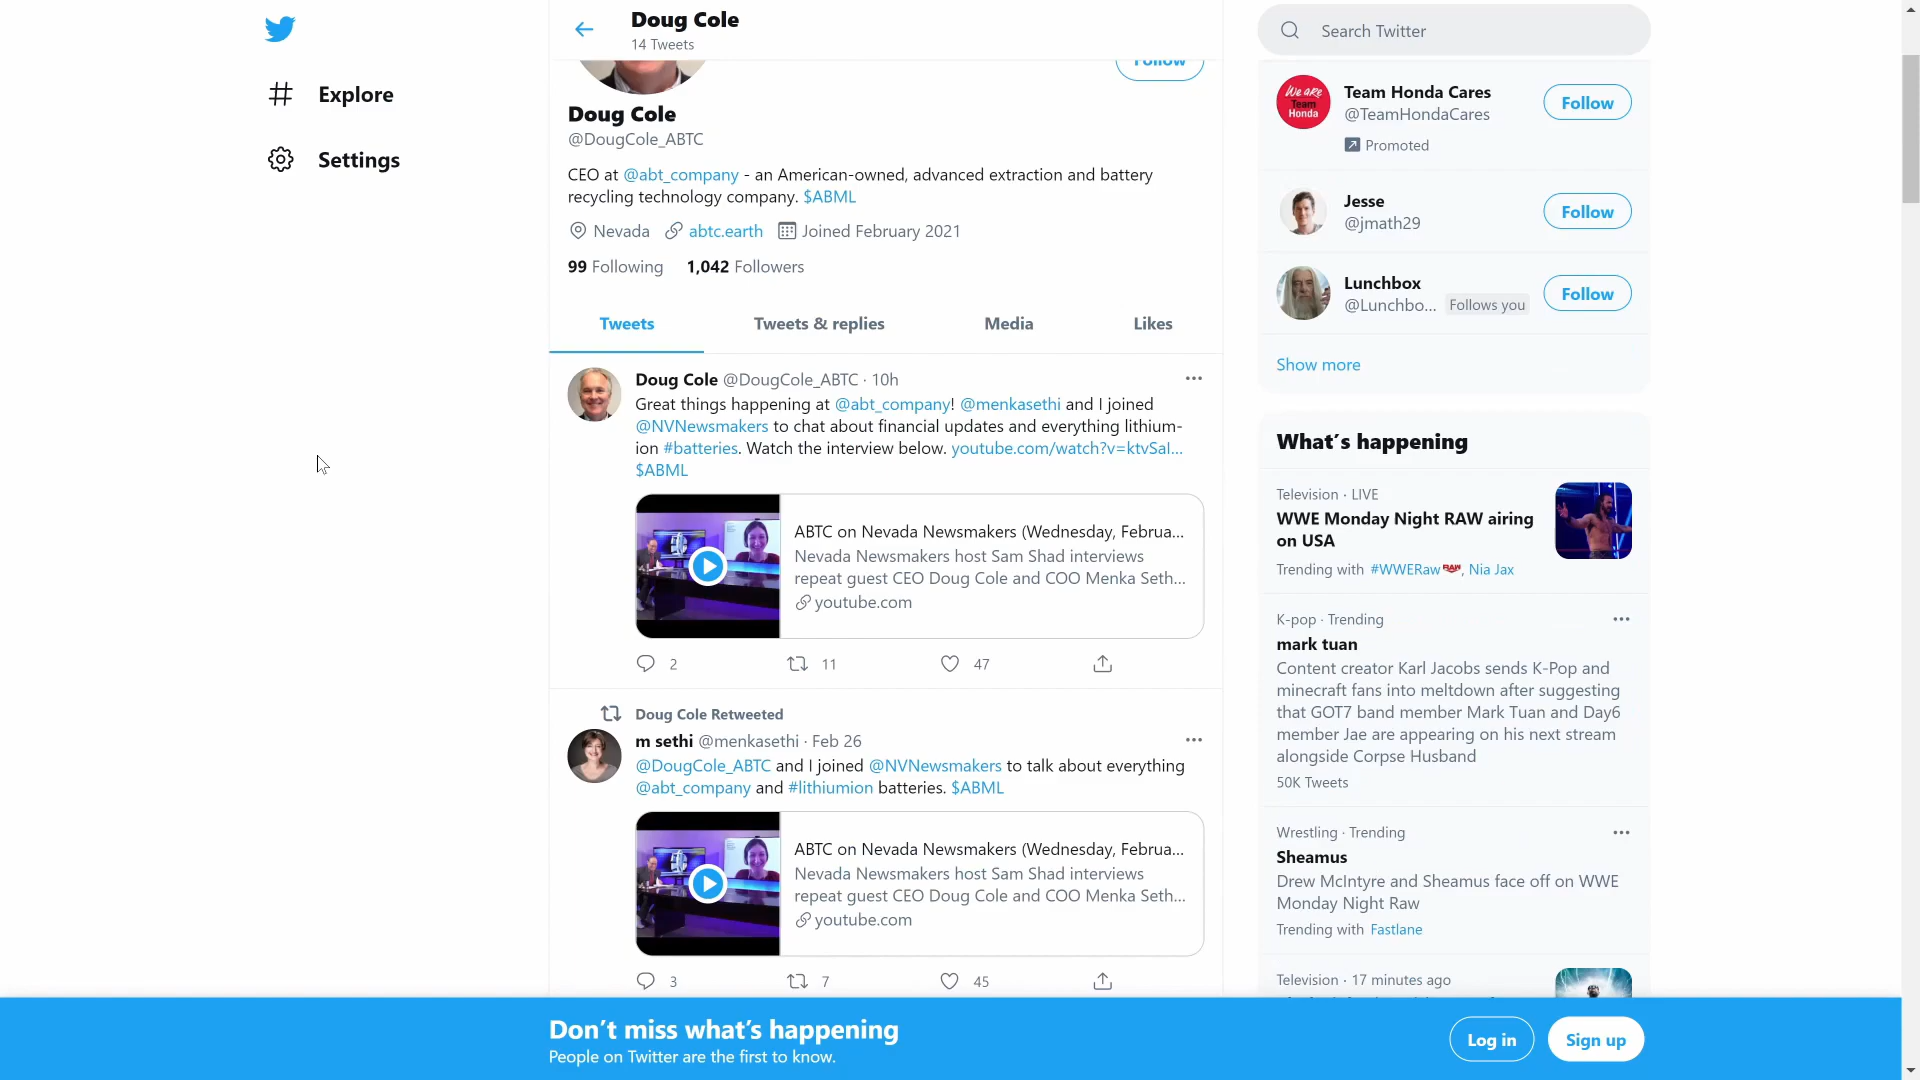 Explore
Settings
Doug Cole
14 Tweets
Follow
Doug Cole
@DougCole_ABTC
CEO at @abt_company - an American-owned, advanced extraction and battery
recycling technology company. $ABML
Nevada abtc.earth Joined February 2021
99 Following 1,042 Followers
Tweets Tweets & replies Media Likes
Doug Cole @DougCole_ABTC · 10h
Great things happening at @abt_company! @menkasethi and I joined
@NVNewsmakers to chat about financial updates and everything lithium-
ion #batteries. Watch the interview below. youtube.com/watch?v=ktvSaI...
$ABML
ABTC on Nevada Newsmakers (Wednesday, Februa...
Nevada Newsmakers host Sam Shad interviews
repeat guest CEO Doug Cole and COO Menka Seth...
youtube.com
2 11 47
Doug Cole Retweeted
m sethi @menkasethi · Feb 26
@DougCole_ABTC and I joined @NVNewsmakers to talk about everything
@abt_company and #lithiumion batteries. $ABML
ABTC on Nevada Newsmakers (Wednesday, Februa...
Nevada Newsmakers host Sam Shad interviews
repeat guest CEO Doug Cole and COO Menka Seth...
youtube.com
3 7 45
Search Twitter
We are
Team
Honda
Team Honda Cares
@TeamHondaCares
Promoted
Follow
Jesse
@jmath29
Follow
Lunchbox
@Lunchbo... Follows you
Follow
Show more
What's happening
Television · LIVE
WWE Monday Night RAW airing
on USA
Trending with #WWERaw, Nia Jax
K-pop · Trending
mark tuan
Content creator Karl Jacobs sends K-Pop and
minecraft fans into meltdown after suggesting
that GOT7 band member Mark Tuan and Day6
member Jae are appearing on his next stream
alongside Corpse Husband
50K Tweets
Wrestling · Trending
Sheamus
Drew McIntyre and Sheamus face off on WWE
Monday Night Raw
Trending with Fastlane
Television · 17 minutes ago
Don't miss what's happening
People on Twitter are the first to know.
Log in
Sign up